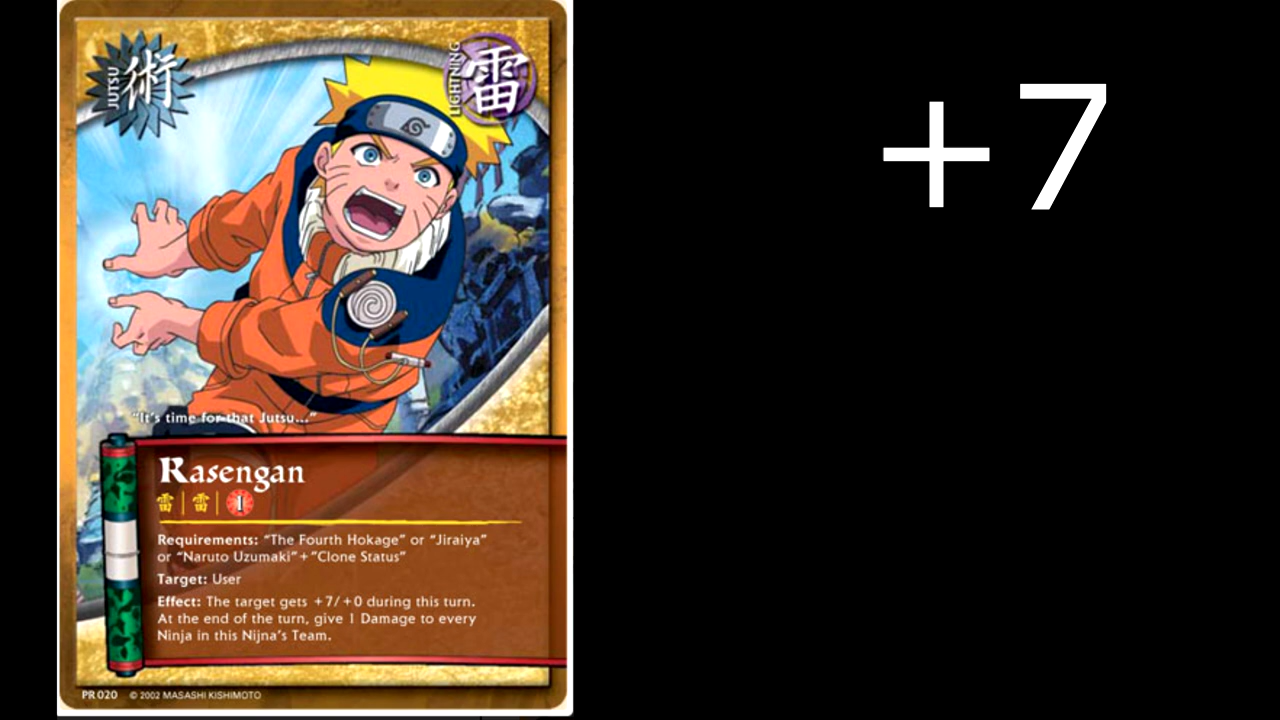 JUTSU
術
LIGHTNING
雷
+7
"It's time for that Jutsu..."
Rasengan
雷 | 雷 | 1
Requirements: "The Fourth Hokage" or "Jiraiya"
or "Naruto Uzumaki"+"Clone Status"
Target: User
Effect: The target gets +7/+0 during this turn.
At the end of the turn, give 1 Damage to every
Ninja in this Nijna's Team.
PR 020 © 2002 MASASHI KISHIMOTO